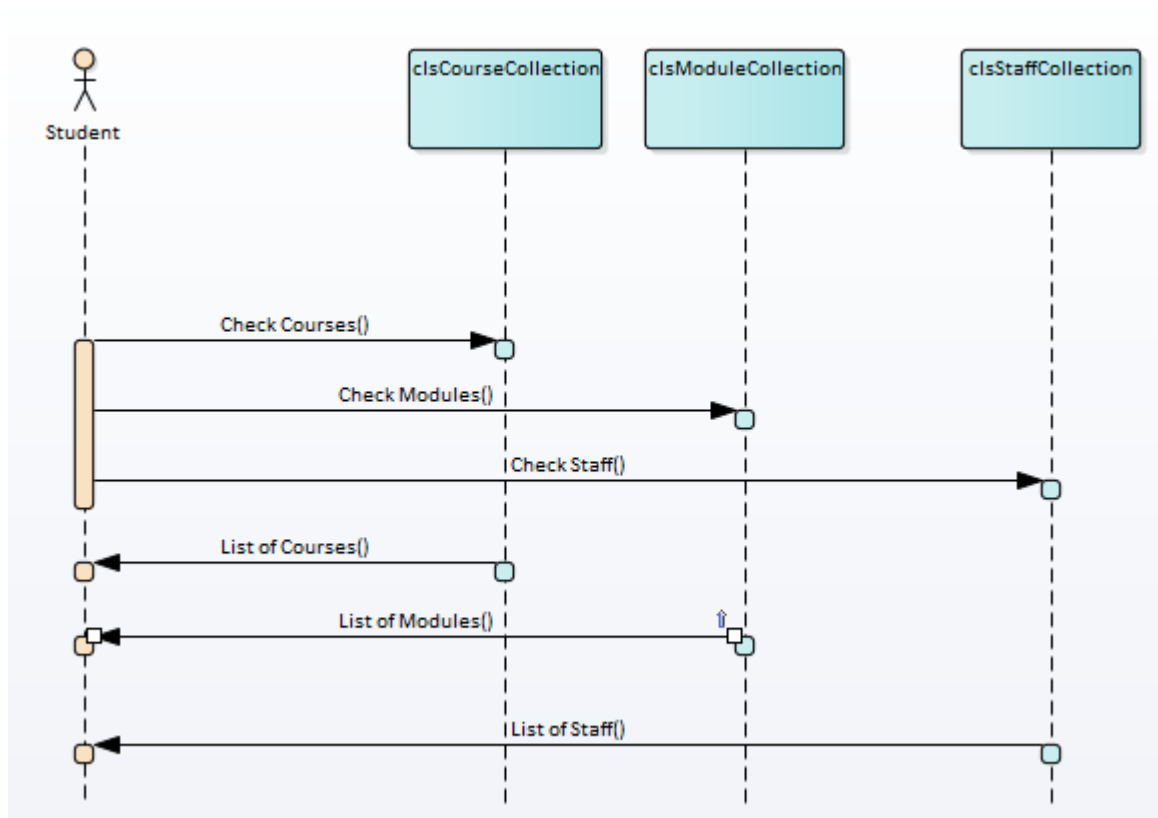 clsCourseCollection
clsModuleCollection
clsStaffCollection
Student
Check Courses()
Check Modules()
Check Staff()
List of Courses()
List of Modules()
List of Staff()